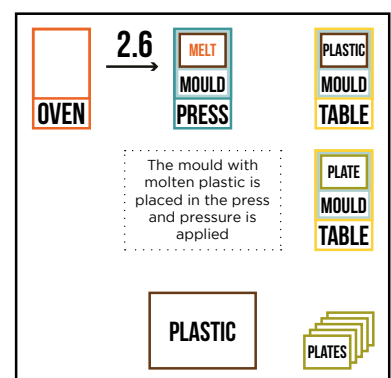 2.6
MELT
MOULD
PRESS
OVEN
PLASTIC
MOULD
TABLE
The mould with
molten plastic is
placed in the press
and pressure is
applied
PLATE
MOULD
TABLE
PLASTIC
PLATES